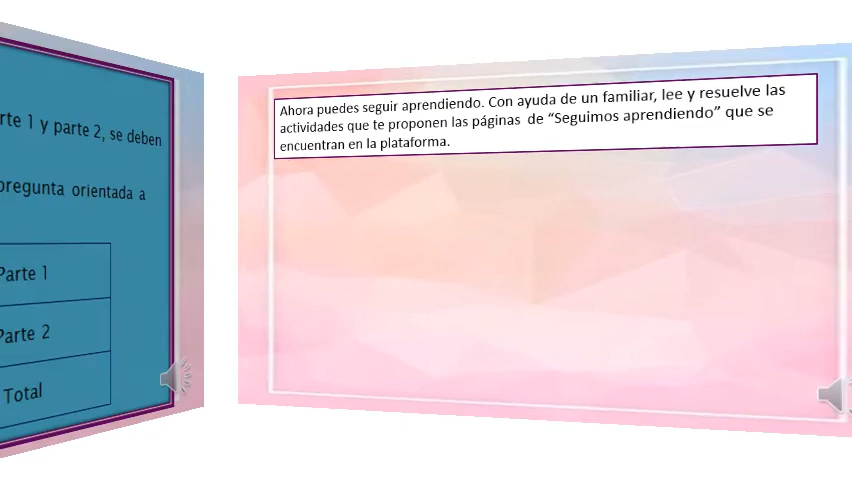 rte 1 y parte 2, se deben
pregunta orientada a
Parte 1
Parte 2
Total
Ahora puedes seguir aprendiendo. Con ayuda de un familiar, lee y resuelve las
actividades que te proponen las páginas de “Seguimos aprendiendo” que se
encuentran en la plataforma.